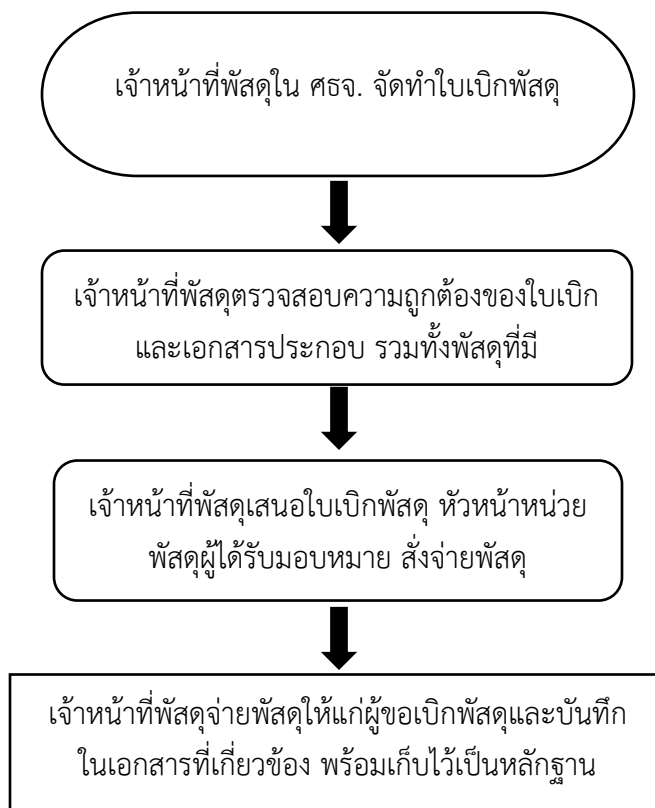 เจ้าหน้าที่พัสดุใน ศธจ. จัดทำใบเบิกพัสดุ
เจ้าหน้าที่พัสดุตรวจสอบความถูกต้องของใบเบิก
และเอกสารประกอบ รวมทั้งพัสดุที่มี
เจ้าหน้าที่พัสดุเสนอใบเบิกพัสดุ หัวหน้าหน่วย
พัสดุผู้ได้รับมอบหมาย สั่งจ่ายพัสดุ
เจ้าหน้าที่พัสดุจ่ายพัสดุให้แก่ผู้ขอเบิกพัสดุและบันทึก
ในเอกสารที่เกี่ยวข้อง พร้อมเก็บไว้เป็นหลักฐาน